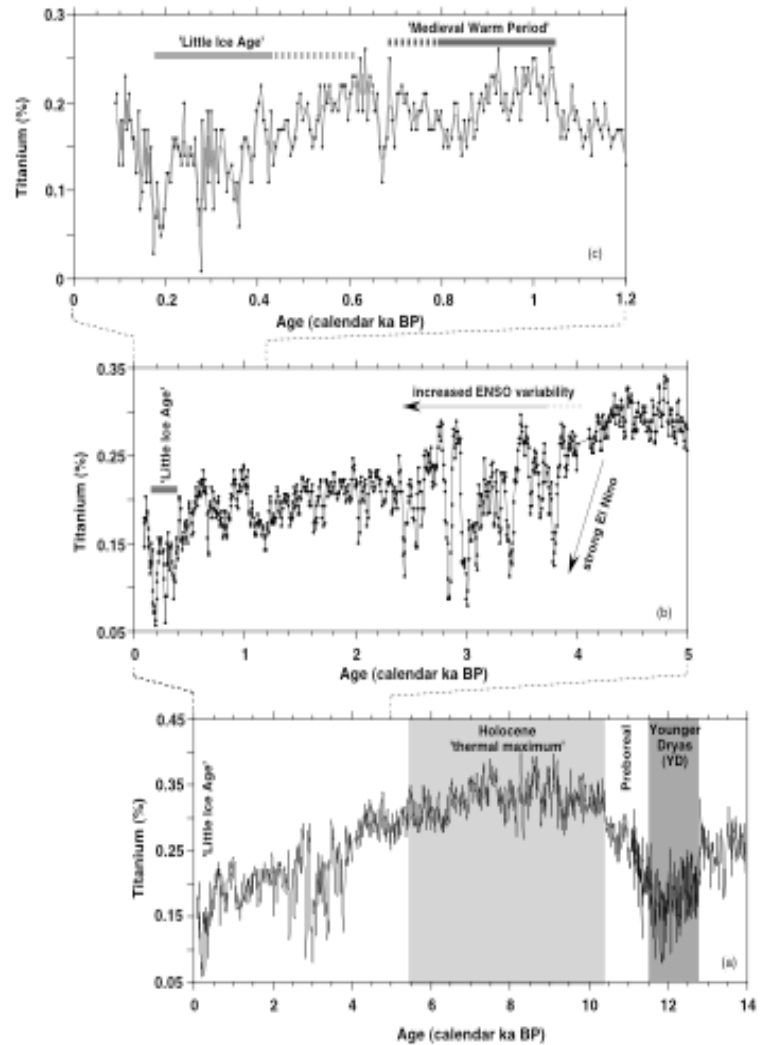 0.3
'Little Ice Age'
'Medieval Warm Period'
0.2
Titanium (%)
0.1
(c)
0
0 0.2 0.4 0.6 0.8 1 1.2
Age (calendar ka BP)
0.35
'Little Ice Age'
increased ENSO variability
0.25
Titanium (%)
strong El Nino
0.15
(b)
0.05
0 1 2 3 4 5
Age (calendar ka BP)
0.45
'Little Ice Age'
Holocene
'thermal maximum'
Preboreal
Younger
Dryas
(YD)
0.35
Titanium (%)
0.25
0.15
(a)
0.05
0 2 4 6 8 10 12 14
Age (calendar ka BP)